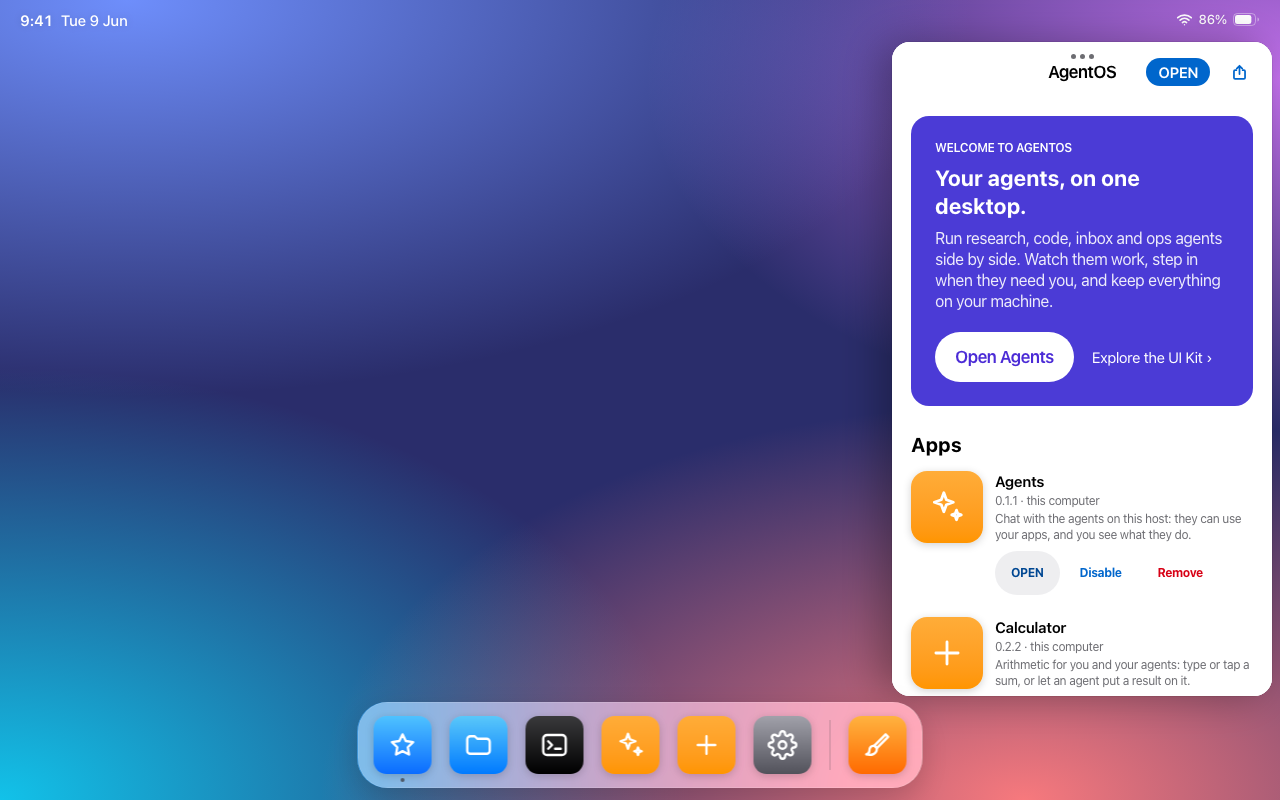 9:41 Tue 9 Jun
86%
AgentOS
OPEN
WELCOME TO AGENTOS
Your agents, on one
desktop.
Run research, code, inbox and ops agents
side by side. Watch them work, step in
when they need you, and keep everything
on your machine.
Open Agents
Explore the UI Kit ›
Apps
Agents
0.1.1 · this computer
Chat with the agents on this host: they can use
your apps, and you see what they do.
OPEN
Disable
Remove
Calculator
0.2.2 · this computer
Arithmetic for you and your agents: type or tap a
sum, or let an agent put a result on it.